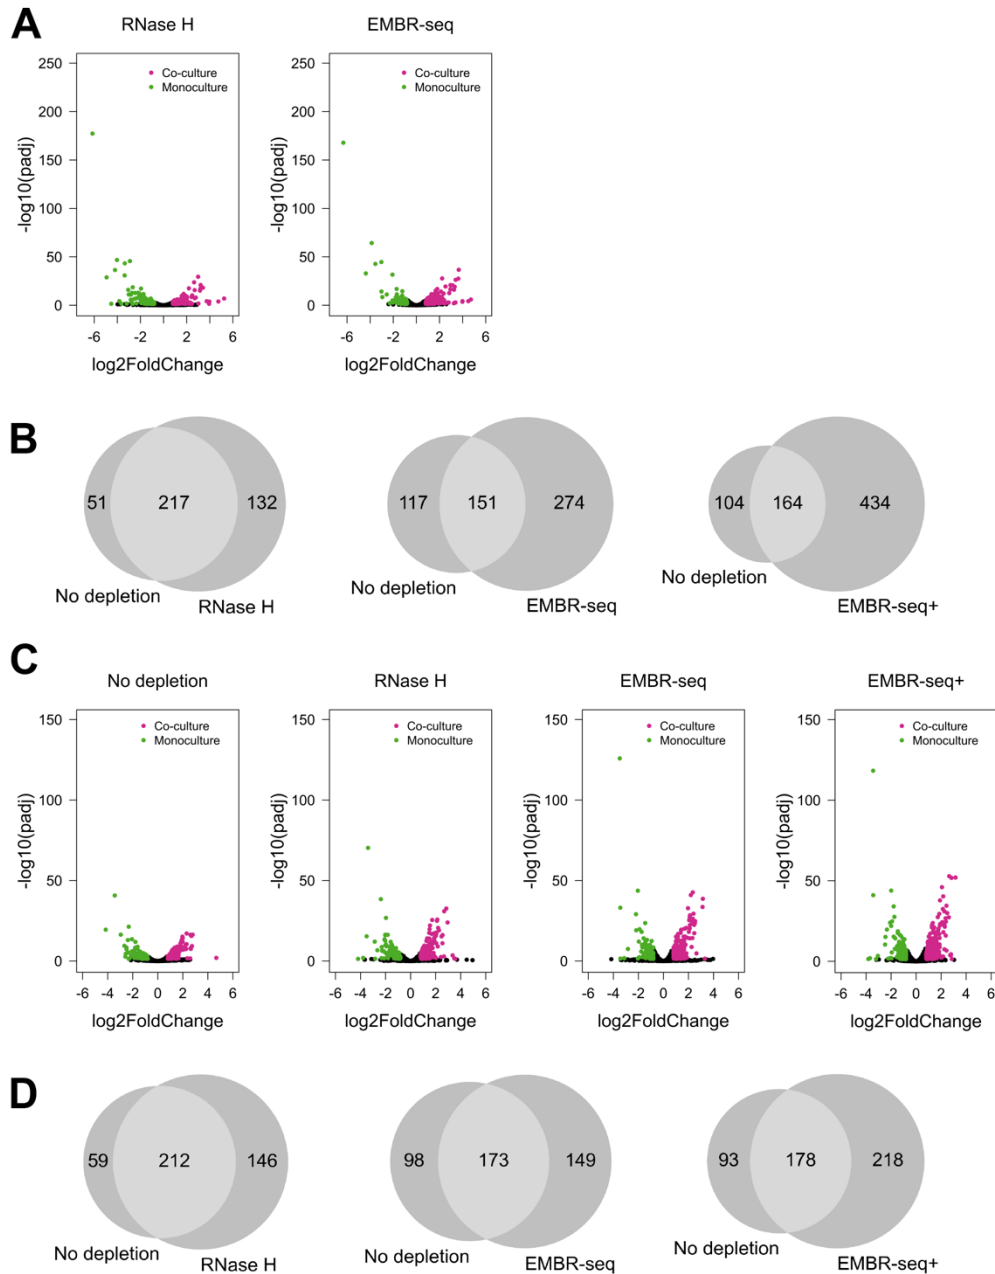 A
RNase H
EMBR-seq
250
200
150
100
50
0
-log10(padj)
Co-culture
Monoculture
-6
-2
2
4
6
log2FoldChange
250
200
150
100
50
0
-log10(padj)
Co-culture
Monoculture
-6
-2
2
4
6
log2FoldChange
B
51
217
132
No depletion
RNase H
117
151
274
No depletion
EMBR-seq
104
164
434
No depletion
EMBR-seq+
C
No depletion
RNase H
EMBR-seq
EMBR-seq+
150
100
50
0
-log10(padj)
Co-culture
Monoculture
-6
-4
-2
0
2
4
6
log2FoldChange
150
100
50
0
-log10(padj)
Co-culture
Monoculture
-6
-4
-2
0
2
4
6
log2FoldChange
150
100
50
0
-log10(padj)
Co-culture
Monoculture
-6
-4
-2
0
2
4
6
log2FoldChange
150
100
50
0
-log10(padj)
Co-culture
Monoculture
-6
-4
-2
0
2
4
6
log2FoldChange
D
59
212
146
No depletion
RNase H
98
173
149
No depletion
EMBR-seq
93
178
218
No depletion
EMBR-seq+